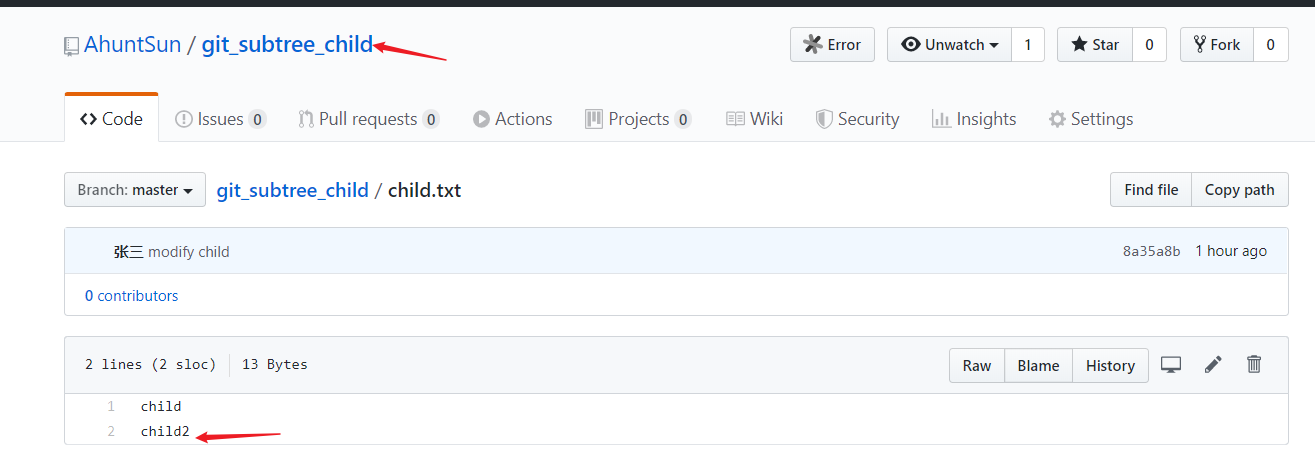 AhuntSun / git_subtree_child Error Unwatch 1 Star 0 Fork 0
Code Issues 0 Pull requests 0 Actions Projects 0 Wiki Security Insights Settings
Branch: master git_subtree_child / child.txt Find file Copy path
张三 modify child 8a35a8b 1 hour ago
0 contributors
2 lines (2 sloc) 13 Bytes Raw Blame History
1 child
2 child2